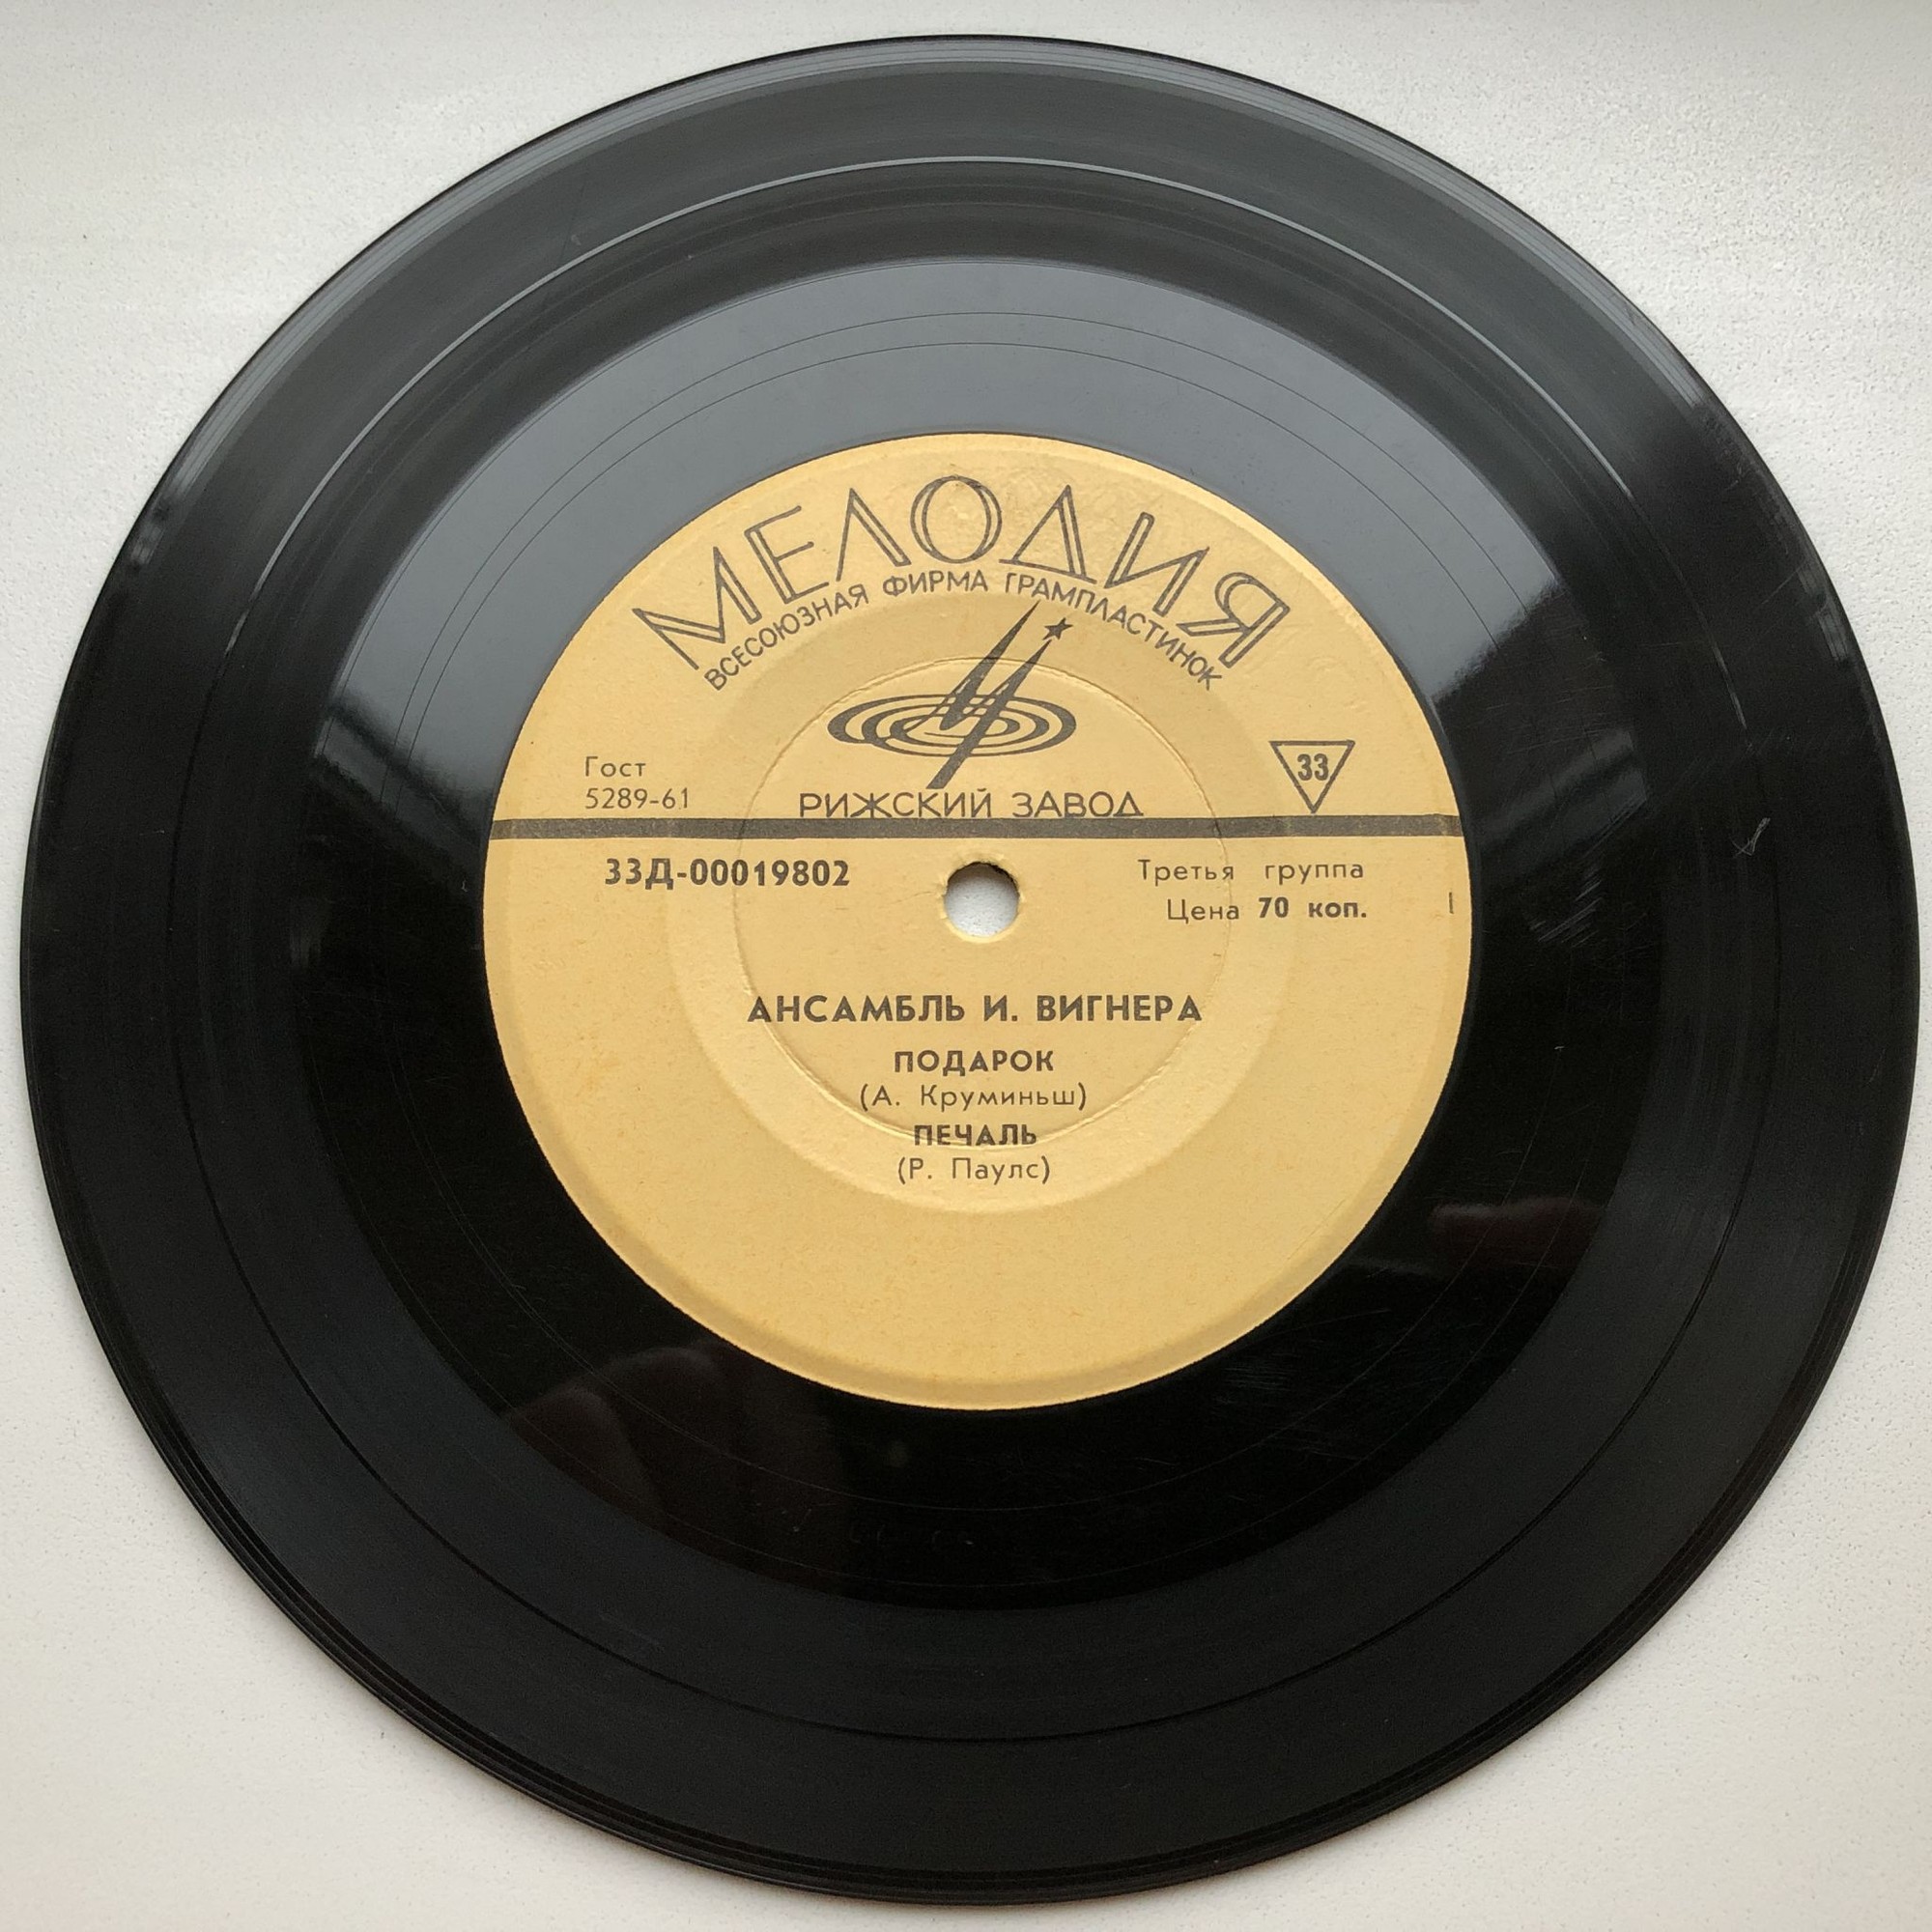 МЕЛОДИЯ
ВСЕСОЮЗНАЯ ФИРМА ГРАМПЛАСТИНОК
Гост
5289-61
РИЖСКИЙ ЗАВОД
33
33Д-00019802
Третья группа
Цена 70 коп.
АНСАМБЛЬ И. ВИГНЕРА
ПОДАРОК
(А. Круминьш)
ПЕЧАЛЬ
(Р. Паулс)